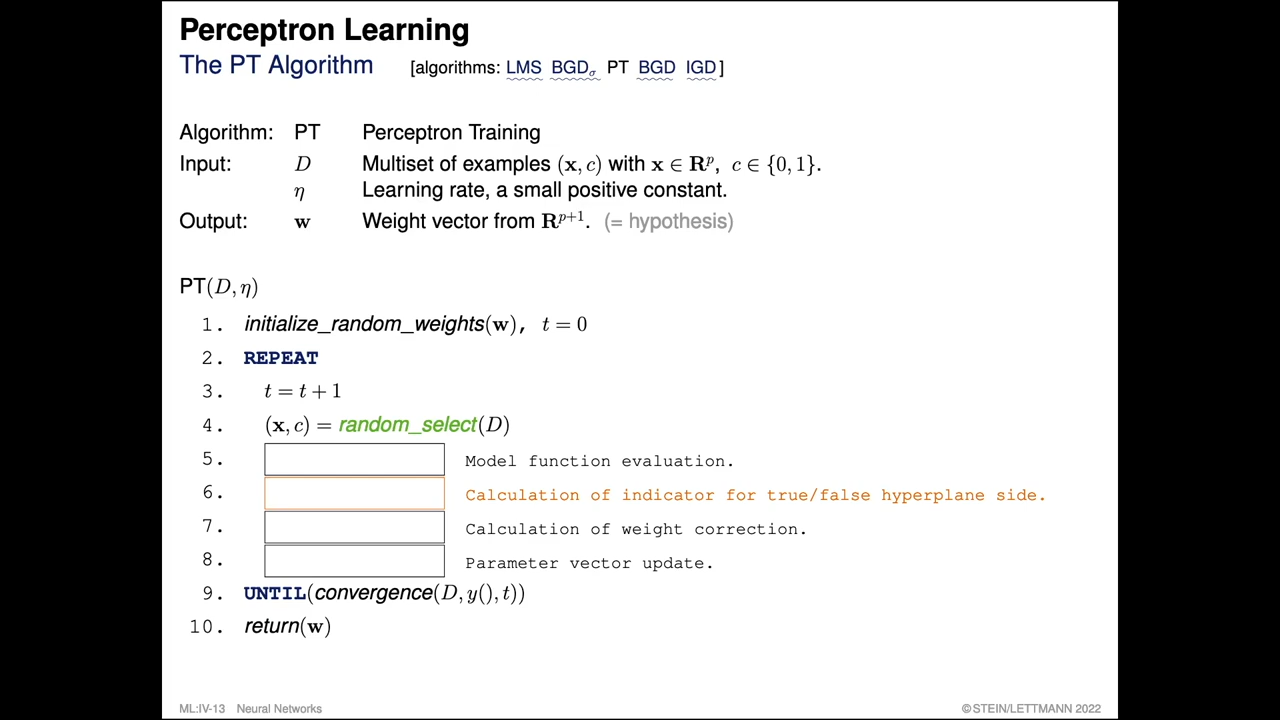 Perceptron Learning
The PT Algorithm [algorithms: LMS BGDσ PT BGD IGD]
Algorithm: PT Perceptron Training
Input: D Multiset of examples (x, c) with x ∈ R^p, c ∈ {0, 1}.
η Learning rate, a small positive constant.
Output: w Weight vector from R^{p+1}. (= hypothesis)
PT(D, η)
1. initialize_random_weights(w), t = 0
2. REPEAT
3. t = t + 1
4. (x, c) = random_select(D)
5. Model function evaluation.
6. Calculation of indicator for true/false hyperplane side.
7. Calculation of weight correction.
8. Parameter vector update.
9. UNTIL(convergence(D, y(), t))
10. return(w)
ML:IV-13 Neural Networks ©STEIN/LETTMANN 2022